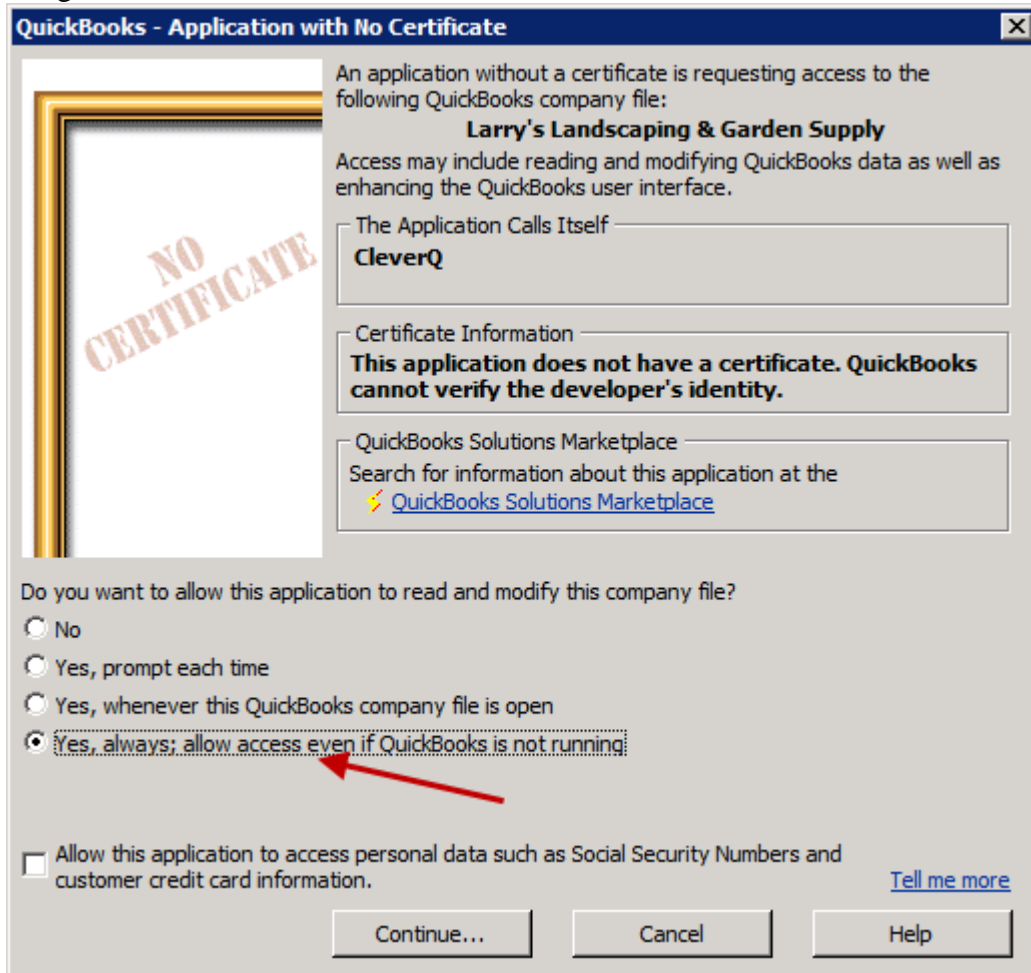 QuickBooks - Application with No Certificate
An application without a certificate is requesting access to the
following QuickBooks company file:
Larry's Landscaping & Garden Supply
Access may include reading and modifying QuickBooks data as well as
enhancing the QuickBooks user interface.
NO
CERTIFICATE
The Application Calls Itself
CleverQ
Certificate Information
This application does not have a certificate. QuickBooks
cannot verify the developer's identity.
QuickBooks Solutions Marketplace
Search for information about this application at the
QuickBooks Solutions Marketplace
Do you want to allow this application to read and modify this company file?
No
Yes, prompt each time
Yes, whenever this QuickBooks company file is open
Yes, always; allow access even if QuickBooks is not running
Allow this application to access personal data such as Social Security Numbers and
customer credit card information.
Tell me more
Continue...
Cancel
Help